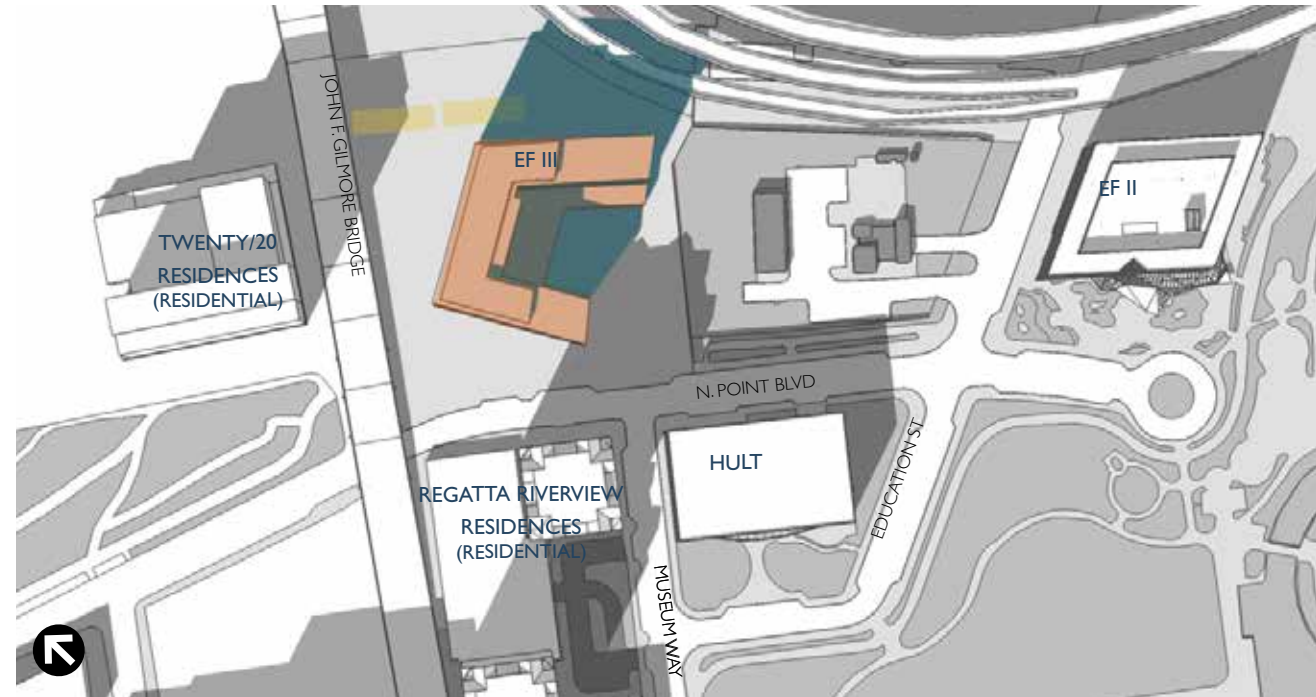 JOHN F. GILMORE BRIDGE
EF III
EF II
TWENTY/20
RESIDENCES
(RESIDENTIAL)
N. POINT BLVD
HULT
EDUCATION ST.
REGATTA RIVERVIEW
RESIDENCES
(RESIDENTIAL)
MUSEUM WAY